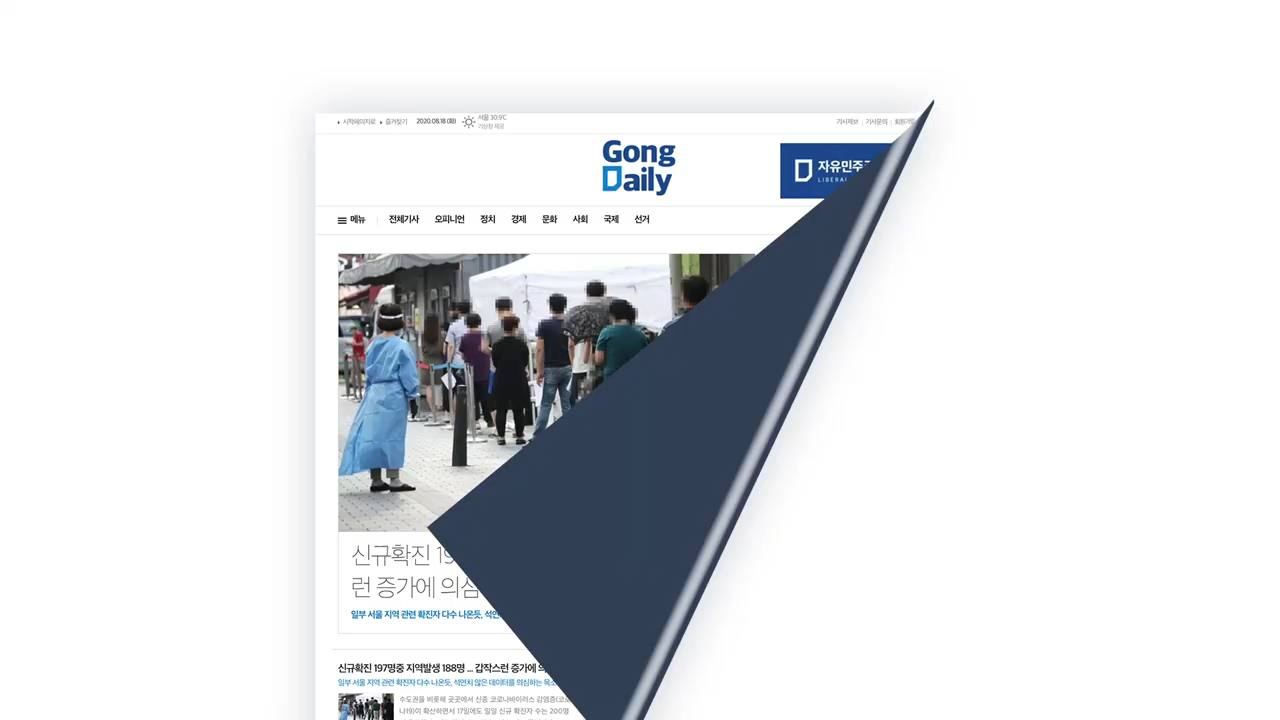 시작페이지로 즐겨찾기 2020.08.18 (화) 서울 30.9℃
기상청 제공
기사제보 기사문의
Gong
Daily
자유민주
LIBERAL
메뉴 전체기사 오피니언 정치 경제 문화 사회 국제 선거
신규확진
런 증가에 의심
일부 서울 지역 관련 확진자 다수 나온듯,
신규확진 197명중 지역발생 188명 ... 갑작스런 증가에
일부 서울 지역 관련 확진자 다수 나온듯, 석연치 않은 데이터를 의심하는
수도권을 비롯해 곳곳에서 신종 코로나바이러스 감염증(코로
나19)이 확산하면서 17일에도 일일 신규 확진자 수는 200명